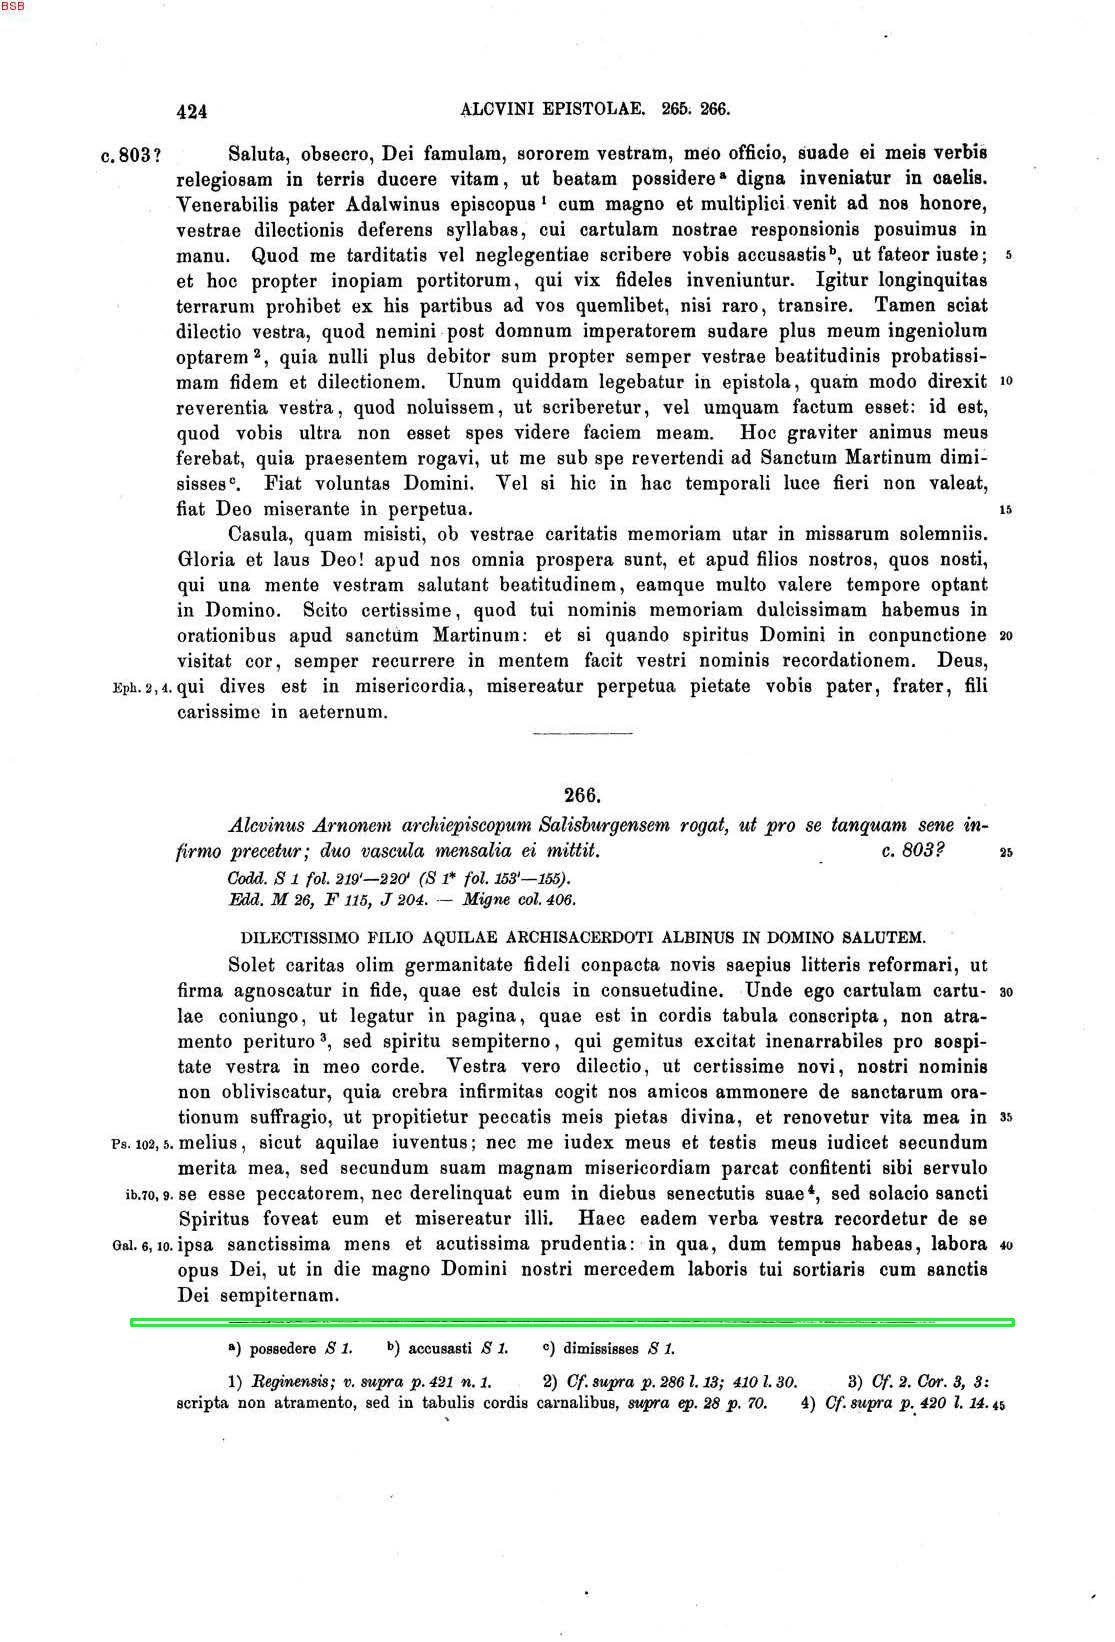 BSB
424 ALCVINI EPISTOLAE. 265. 266.
c. 803? Saluta, obsecro, Dei famulam, sororem vestram, meo officio, suade ei meis verbis
relegiosam in terris ducere vitam, ut beatam possidere a digna inveniatur in caelis.
Venerabilis pater Adalwinus episcopus 1 cum magno et multiplici venit ad nos honore,
vestrae dilectionis deferens syllabas, cui cartulam nostrae responsionis posuimus in
manu. Quod me tarditatis vel neglegentiae scribere vobis accusastis b, ut fateor iuste; 5
et hoc propter inopiam portitorum, qui vix fideles inveniuntur. Igitur longinquitas
terrarum prohibet ex his partibus ad vos quemlibet, nisi raro, transire. Tamen sciat
dilectio vestra, quod nemini post domnum imperatorem sudare plus meum ingeniolum
optarem 2, quia nulli plus debitor sum propter semper vestrae beatitudinis probatissi-
mam fidem et dilectionem. Unum quiddam legebatur in epistola, quam modo direxit 10
reverentia vestra, quod noluissem, ut scriberetur, vel umquam factum esset: id est,
quod vobis ultra non esset spes videre faciem meam. Hoc graviter animus meus
ferebat, quia praesentem rogavi, ut me sub spe revertendi ad Sanctum Martinum dimi-
sisses c. Fiat voluntas Domini. Vel si hic in hac temporali luce fieri non valeat,
fiat Deo miserante in perpetua. 15
Casula, quam misisti, ob vestrae caritatis memoriam utar in missarum solemniis.
Gloria et laus Deo! apud nos omnia prospera sunt, et apud filios nostros, quos nosti,
qui una mente vestram salutant beatitudinem, eamque multo valere tempore optant
in Domino. Scito certissime, quod tui nominis memoriam dulcissimam habemus in
orationibus apud sanctum Martinum: et si quando spiritus Domini in conpunctione 20
visitat cor, semper recurrere in mentem facit vestri nominis recordationem. Deus,
Eph. 2, 4. qui dives est in misericordia, misereatur perpetua pietate vobis pater, frater, fili
carissime in aeternum.
266.
Alcvinus Arnonem archiepiscopum Salisburgensem rogat, ut pro se tanquam sene in-
firmo precetur; duo vascula mensalia ei mittit. c. 803? 25
Codd. S 1 fol. 219'—220' (S 1* fol. 153'—155).
Edd. M 26, F 115, J 204. — Migne col. 406.
DILECTISSIMO FILIO AQUILAE ARCHISACERDOTI ALBINUS IN DOMINO SALUTEM.
Solet caritas olim germanitate fideli conpacta novis saepius litteris reformari, ut
firma agnoscatur in fide, quae est dulcis in consuetudine. Unde ego cartulam cartu- 30
lae coniungo, ut legatur in pagina, quae est in cordis tabula conscripta, non atra-
mento perituro 3, sed spiritu sempiterno, qui gemitus excitat inenarrabiles pro sospi-
tate vestra in meo corde. Vestra vero dilectio, ut certissime novi, nostri nominis
non obliviscatur, quia crebra infirmitas cogit nos amicos ammonere de sanctarum ora-
tionum suffragio, ut propitietur peccatis meis pietas divina, et renovetur vita mea in 35
Ps. 102, 5. melius, sicut aquilae iuventus; nec me iudex meus et testis meus iudicet secundum
merita mea, sed secundum suam magnam misericordiam parcat confitenti sibi servulo
ib. 70, 9. se esse peccatorem, nec derelinquat eum in diebus senectutis suae 4, sed solacio sancti
Spiritus foveat eum et misereatur illi. Haec eadem verba vestra recordetur de se
Gal. 6, 10. ipsa sanctissima mens et acutissima prudentia: in qua, dum tempus habeas, labora 40
opus Dei, ut in die magno Domini nostri mercedem laboris tui sortiaris cum sanctis
Dei sempiternam.
a) possedere S 1. b) accusasti S 1. c) dimississes S 1.
1) Reginensis; v. supra p. 421 n. 1. 2) Cf. supra p. 286 l. 13; 410 l. 30. 3) Cf. 2. Cor. 3, 3:
scripta non atramento, sed in tabulis cordis carnalibus, supra ep. 28 p. 70. 4) Cf. supra p. 420 l. 14. 45